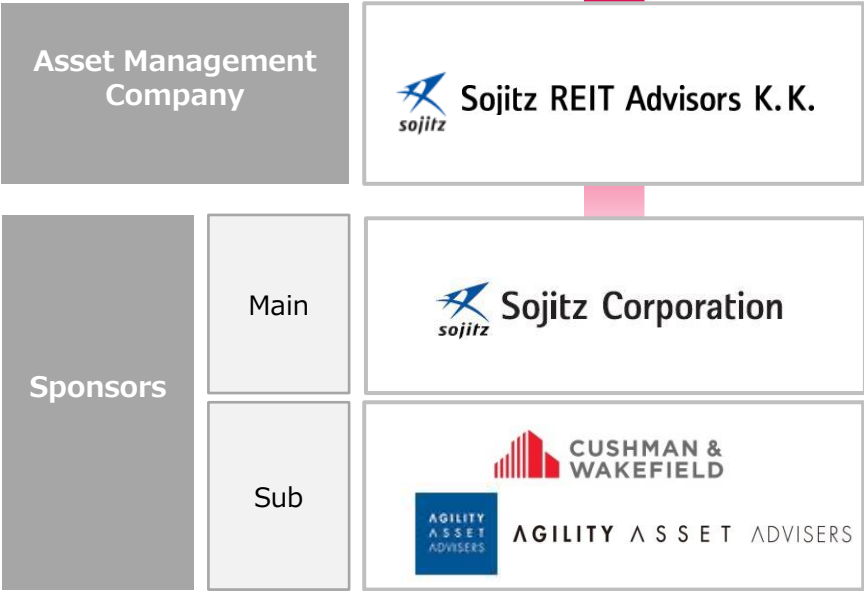 Asset Management
Company
sojitz
Sojitz REIT Advisors K.K.
Sponsors
Main
sojitz
Sojitz Corporation
Sub
CUSHMAN &
WAKEFIELD
AGILITY
ASSET
ADVISERS
AGILITY ASSET ADVISERS